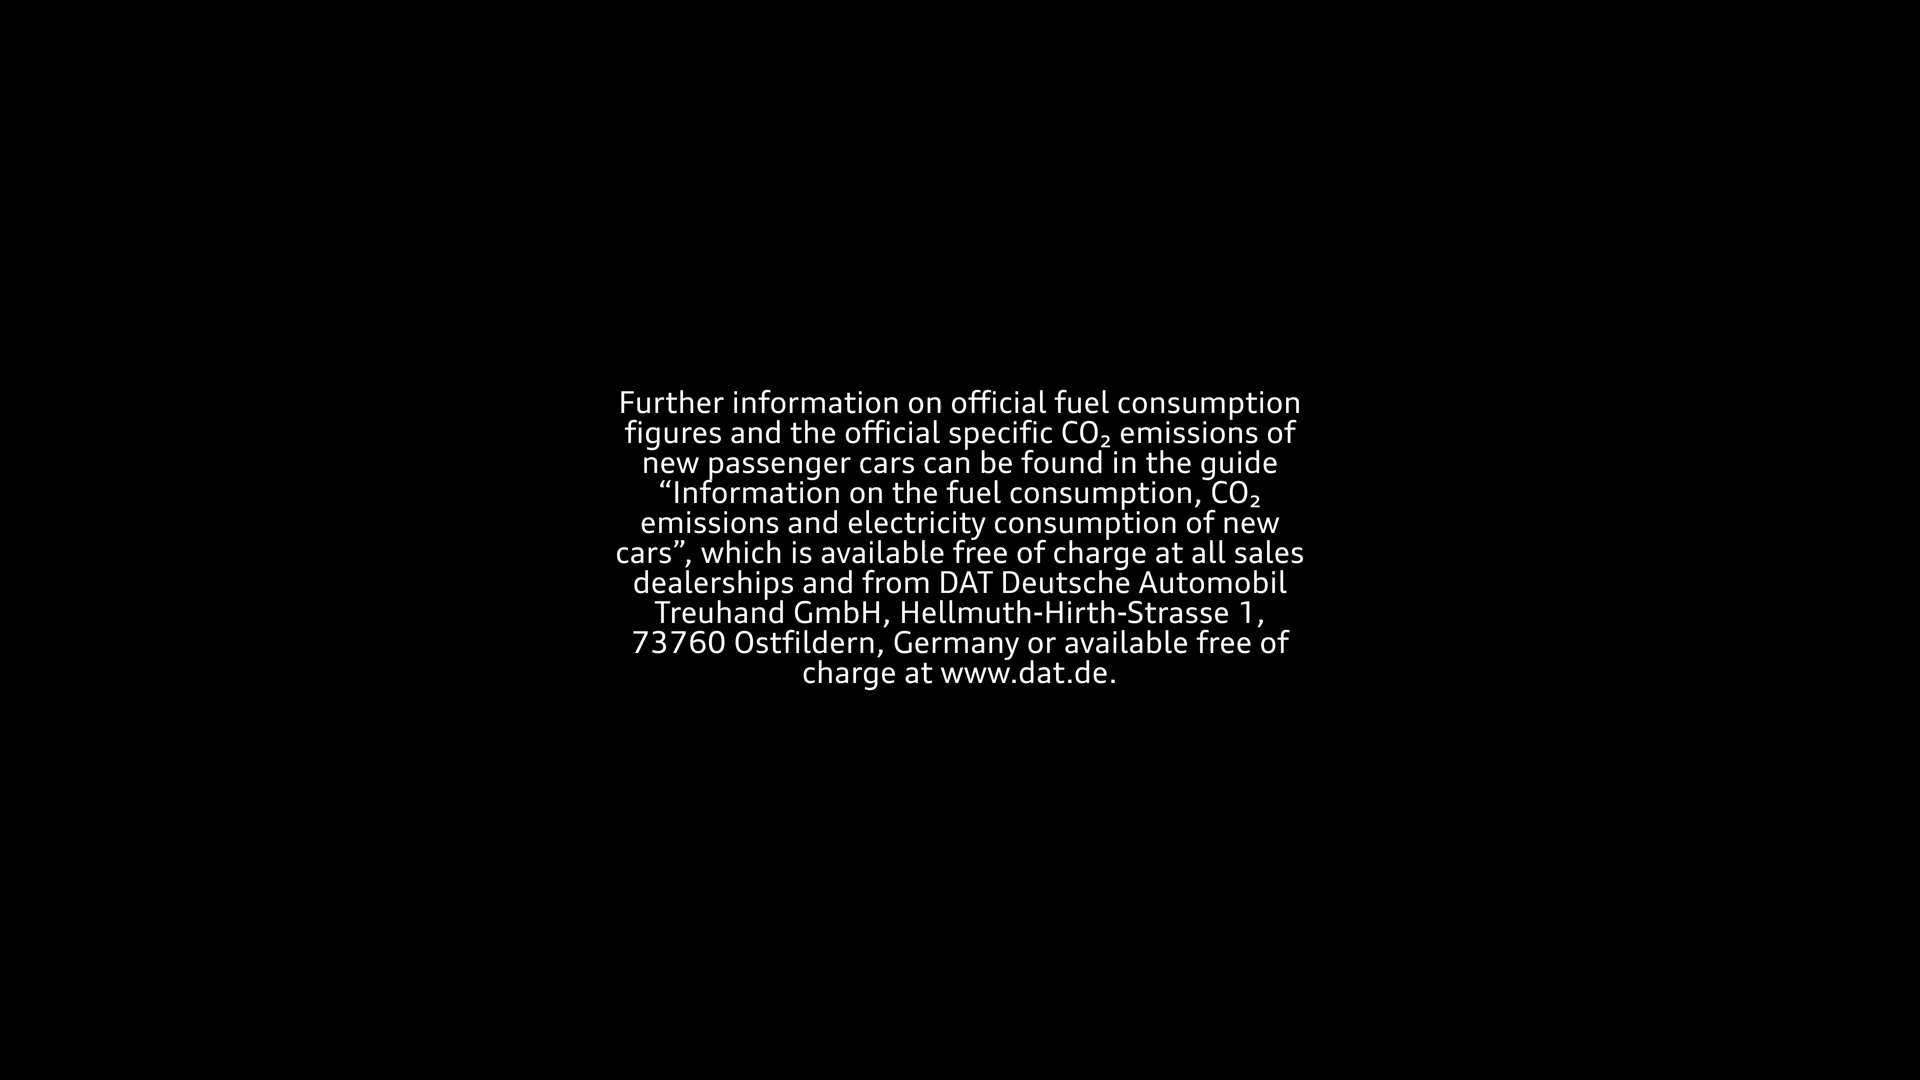 Further information on official fuel consumption
figures and the official specific CO₂ emissions of
new passenger cars can be found in the guide
“Information on the fuel consumption, CO₂
emissions and electricity consumption of new
cars”, which is available free of charge at all sales
dealerships and from DAT Deutsche Automobil
Treuhand GmbH, Hellmuth-Hirth-Strasse 1,
73760 Ostfildern, Germany or available free of
charge at www.dat.de.